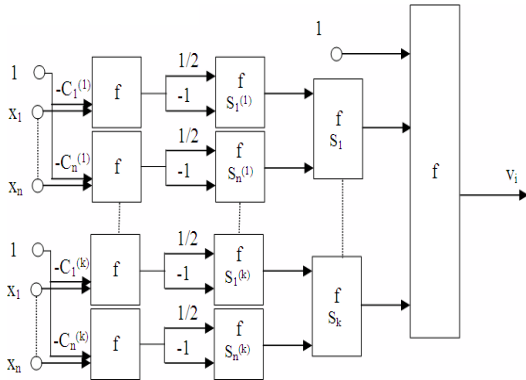 1
1 -C₁⁽¹⁾ f 1/2 -1 f S₁⁽¹⁾
x₁
f S₁
-Cₙ⁽¹⁾ f 1/2 -1 f Sₙ⁽¹⁾
xₙ
f
vᵢ
1 -C₁⁽ᵏ⁾ f 1/2 -1 f S₁⁽ᵏ⁾
x₁
f Sₖ
-Cₙ⁽ᵏ⁾ f 1/2 -1 f Sₙ⁽ᵏ⁾
xₙ